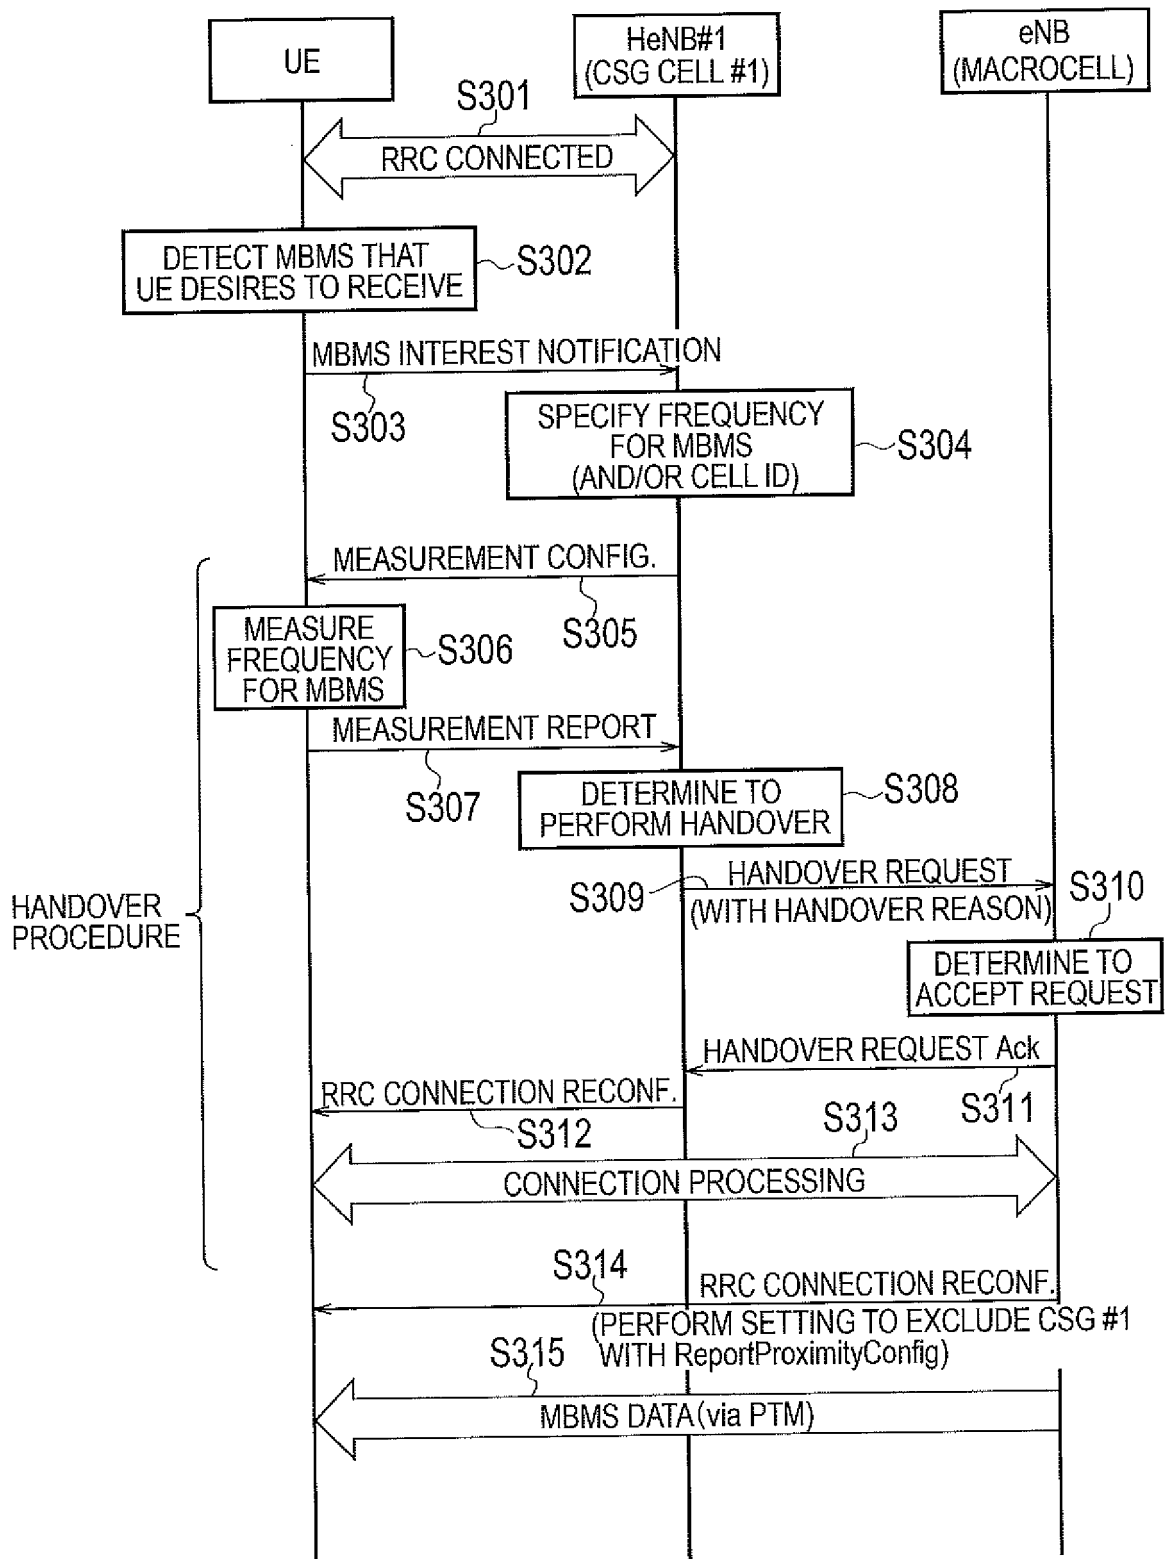 UE
HeNB#1
(CSG CELL #1)
eNB
(MACROCELL)
S301
RRC CONNECTED
DETECT MBMS THAT
UE DESIRES TO RECEIVE
S302
MBMS INTEREST NOTIFICATION
S303
SPECIFY FREQUENCY
FOR MBMS
(AND/OR CELL ID)
S304
MEASUREMENT CONFIG.
S305
MEASURE
FREQUENCY
FOR MBMS
S306
MEASUREMENT REPORT
S307
DETERMINE TO
PERFORM HANDOVER
S308
HANDOVER
PROCEDURE
S309
HANDOVER REQUEST
(WITH HANDOVER REASON)
S310
DETERMINE TO
ACCEPT REQUEST
HANDOVER REQUEST Ack
S311
RRC CONNECTION RECONF.
S312
S313
CONNECTION PROCESSING
S314
RRC CONNECTION RECONF.
(PERFORM SETTING TO EXCLUDE CSG #1
WITH ReportProximityConfig)
S315
MBMS DATA(via PTM)